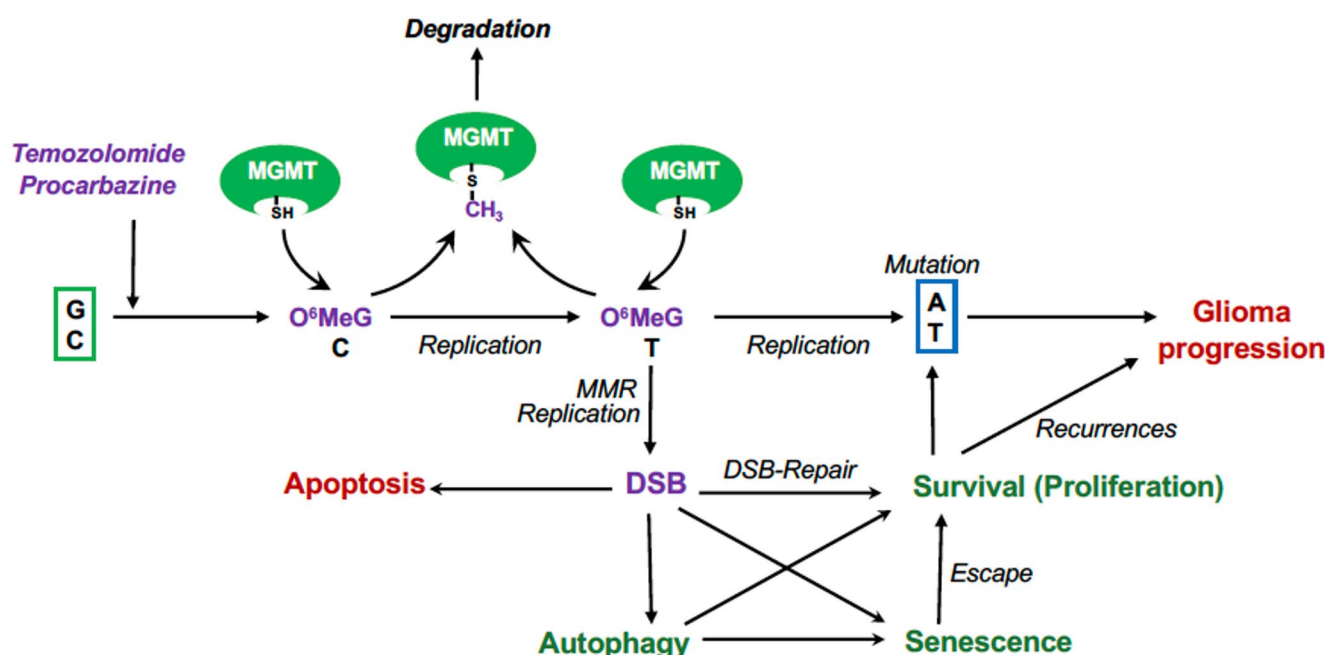 Degradation
MGMT
S
CH₃
Temozolomide
Procarbazine
MGMT
SH
MGMT
SH
G
C
O⁶MeG
C
Replication
O⁶MeG
T
Replication
Mutation
A
T
Glioma
progression
MMR
Replication
Recurrences
Apoptosis
DSB
DSB-Repair
Survival (Proliferation)
Escape
Autophagy
Senescence